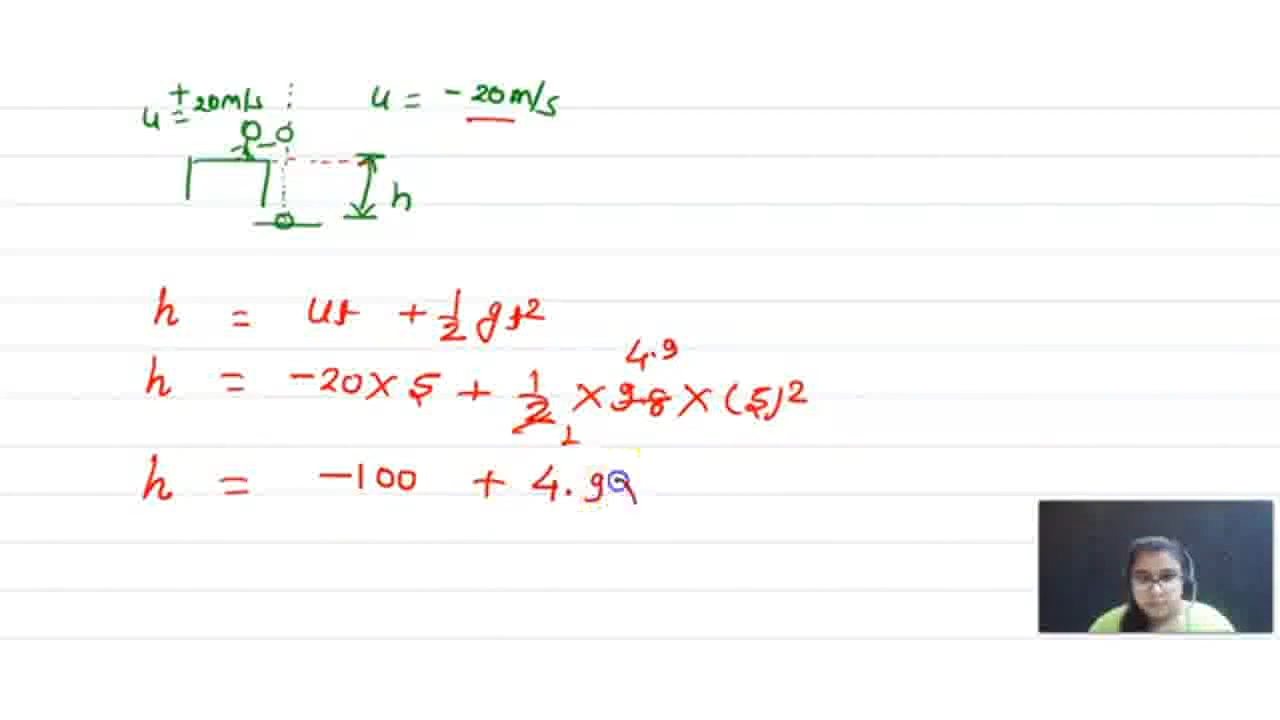 u = +20m/s u = -20m/s
h
h = ut + 1/2 gt²
4.9
h = -20 × 5 + 1/2 × 9.8 × (5)²
1
h = -100 + 4.9